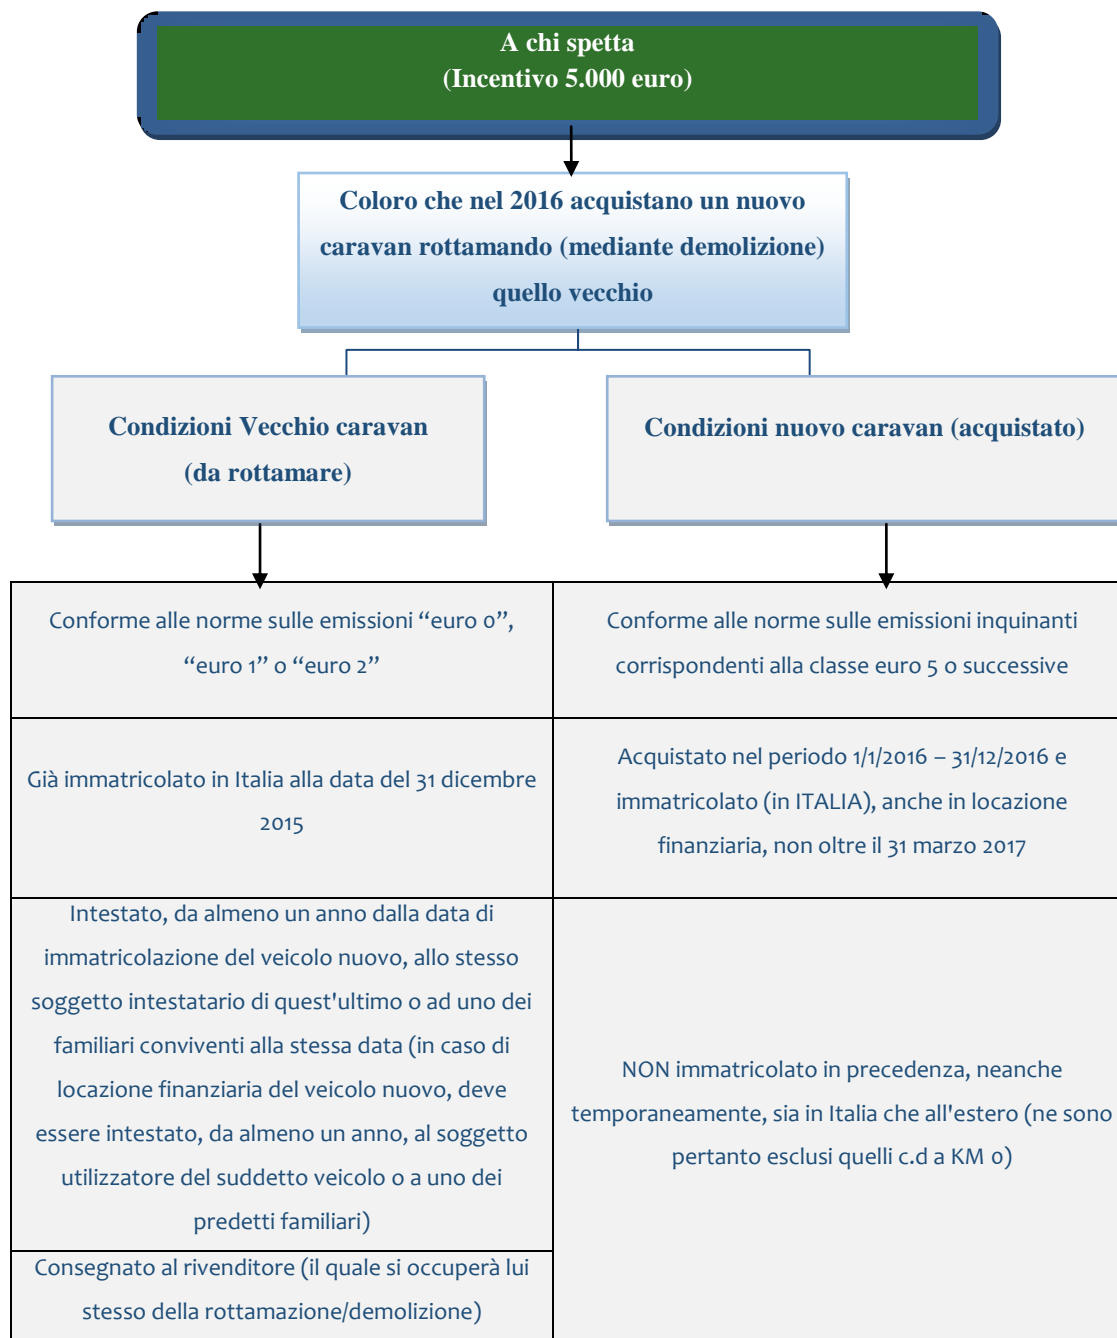 A chi spetta
(Incentivo 5.000 euro)
Coloro che nel 2016 acquistano un nuovo
caravan rottamando (mediante demolizione)
quello vecchio
Condizioni Vecchio caravan
(da rottamare)
Condizioni nuovo caravan (acquistato)
Conforme alle norme sulle emissioni “euro 0”,
“euro 1” o “euro 2”
Conforme alle norme sulle emissioni inquinanti
corrispondenti alla classe euro 5 o successive
Già immatricolato in Italia alla data del 31 dicembre
2015
Acquistato nel periodo 1/1/2016 – 31/12/2016 e
immatricolato (in ITALIA), anche in locazione
finanziaria, non oltre il 31 marzo 2017
Intestato, da almeno un anno dalla data di
immatricolazione del veicolo nuovo, allo stesso
soggetto intestatario di quest'ultimo o ad uno dei
familiari conviventi alla stessa data (in caso di
locazione finanziaria del veicolo nuovo, deve
essere intestato, da almeno un anno, al soggetto
utilizzatore del suddetto veicolo o a uno dei
predetti familiari)
NON immatricolato in precedenza, neanche
temporaneamente, sia in Italia che all'estero (ne sono
pertanto esclusi quelli c.d a KM 0)
Consegnato al rivenditore (il quale si occuperà lui
stesso della rottamazione/demolizione)